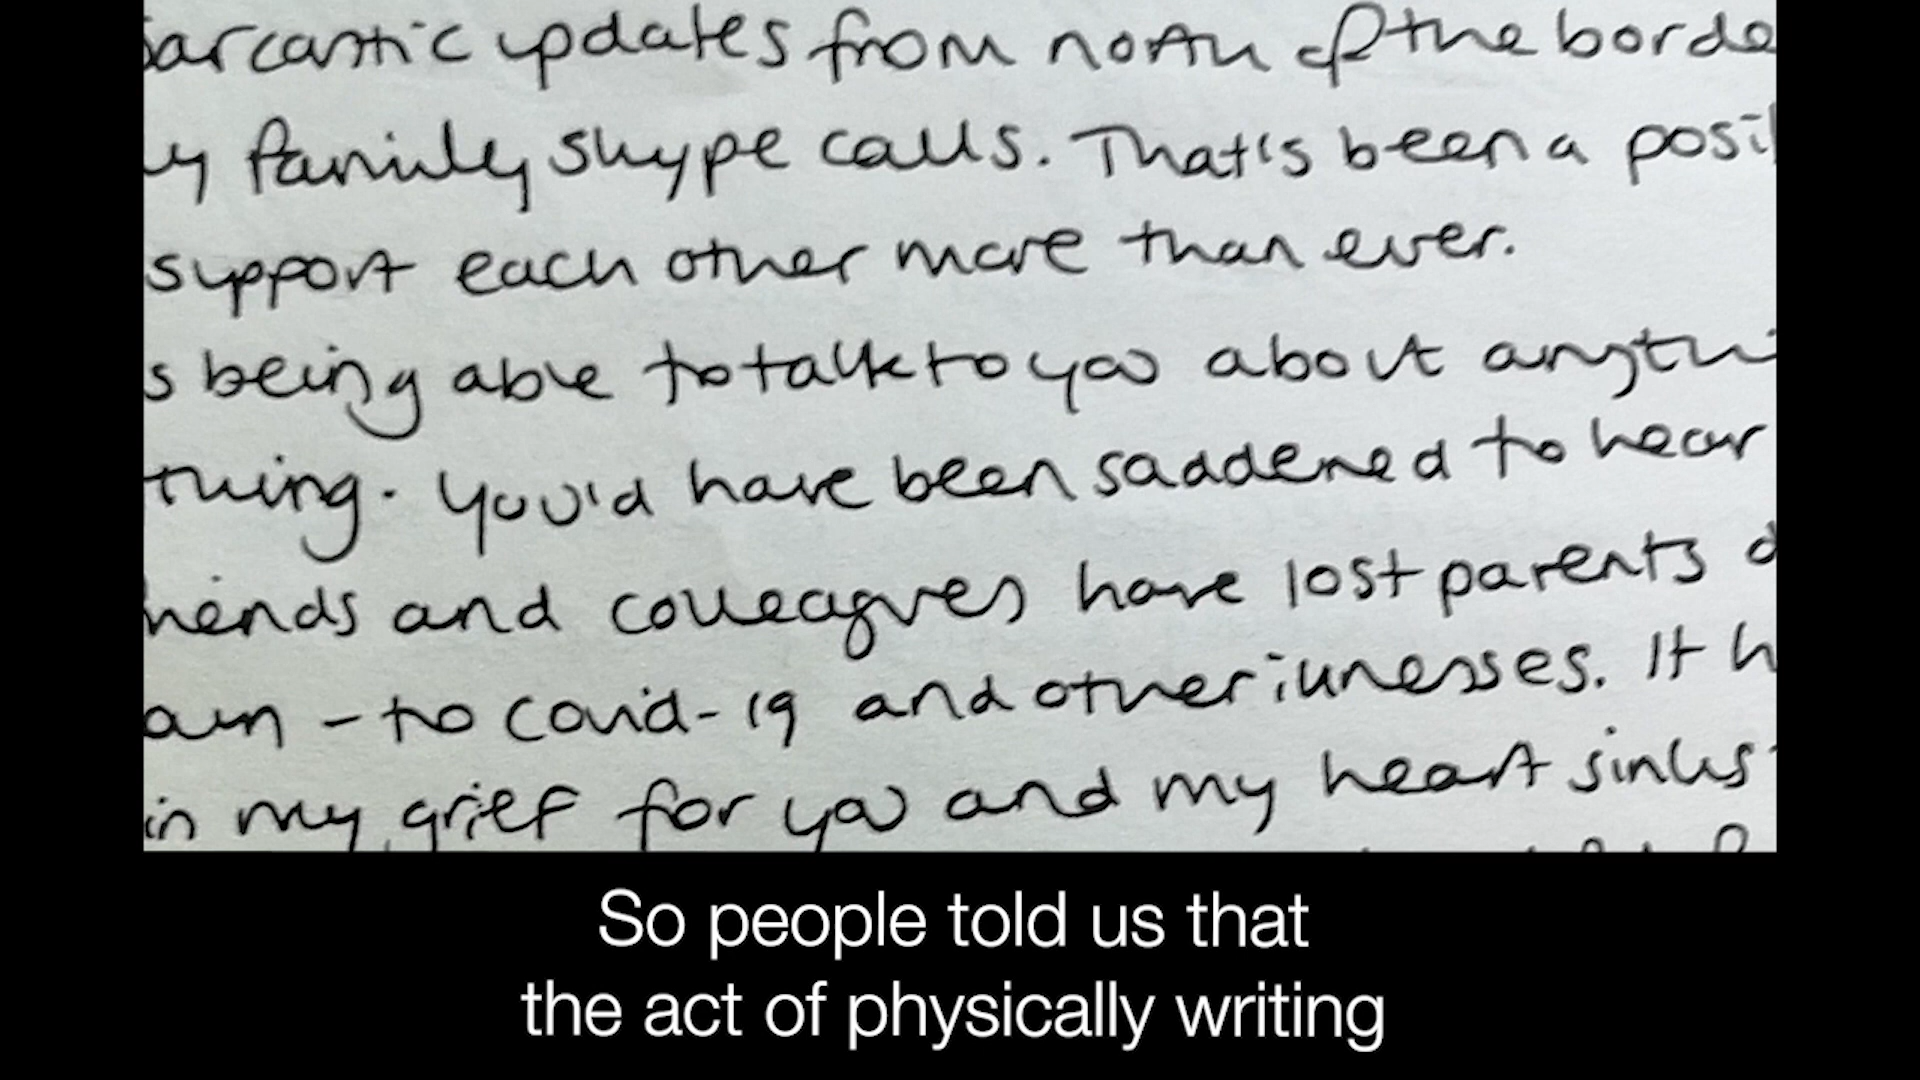 sarcastic updates from north of the borde
ly family skype calls. That's been a posi
support each other more than ever.
s being able to talk to you about anythi
thing. You'd have been saddened to hear
friends and colleagues have lost parents
- to covid-19 and other illnesses. It h
in my grief for you and my heart sinks
So people told us that
the act of physically writing